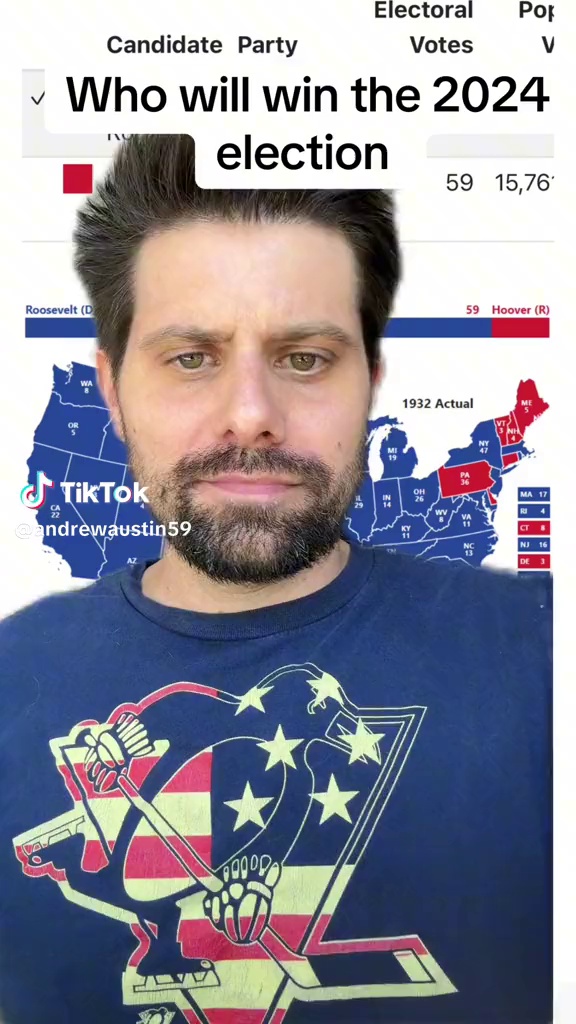 Electoral
Candidate Party Votes
Who will win the 2024
election
59 15,761
Roosevelt (D
59 Hoover (R)
1932 Actual
WA
8
OR
5
CA
22
AZ
MI
19
IN
14
OH
26
KY
11
WV
8
VA
11
NC
13
PA
36
NY
47
VT
3
NH
4
ME
5
29
MA 17
RI 4
CT 8
NJ 16
DE 3
TikTok
@andrewaustin59